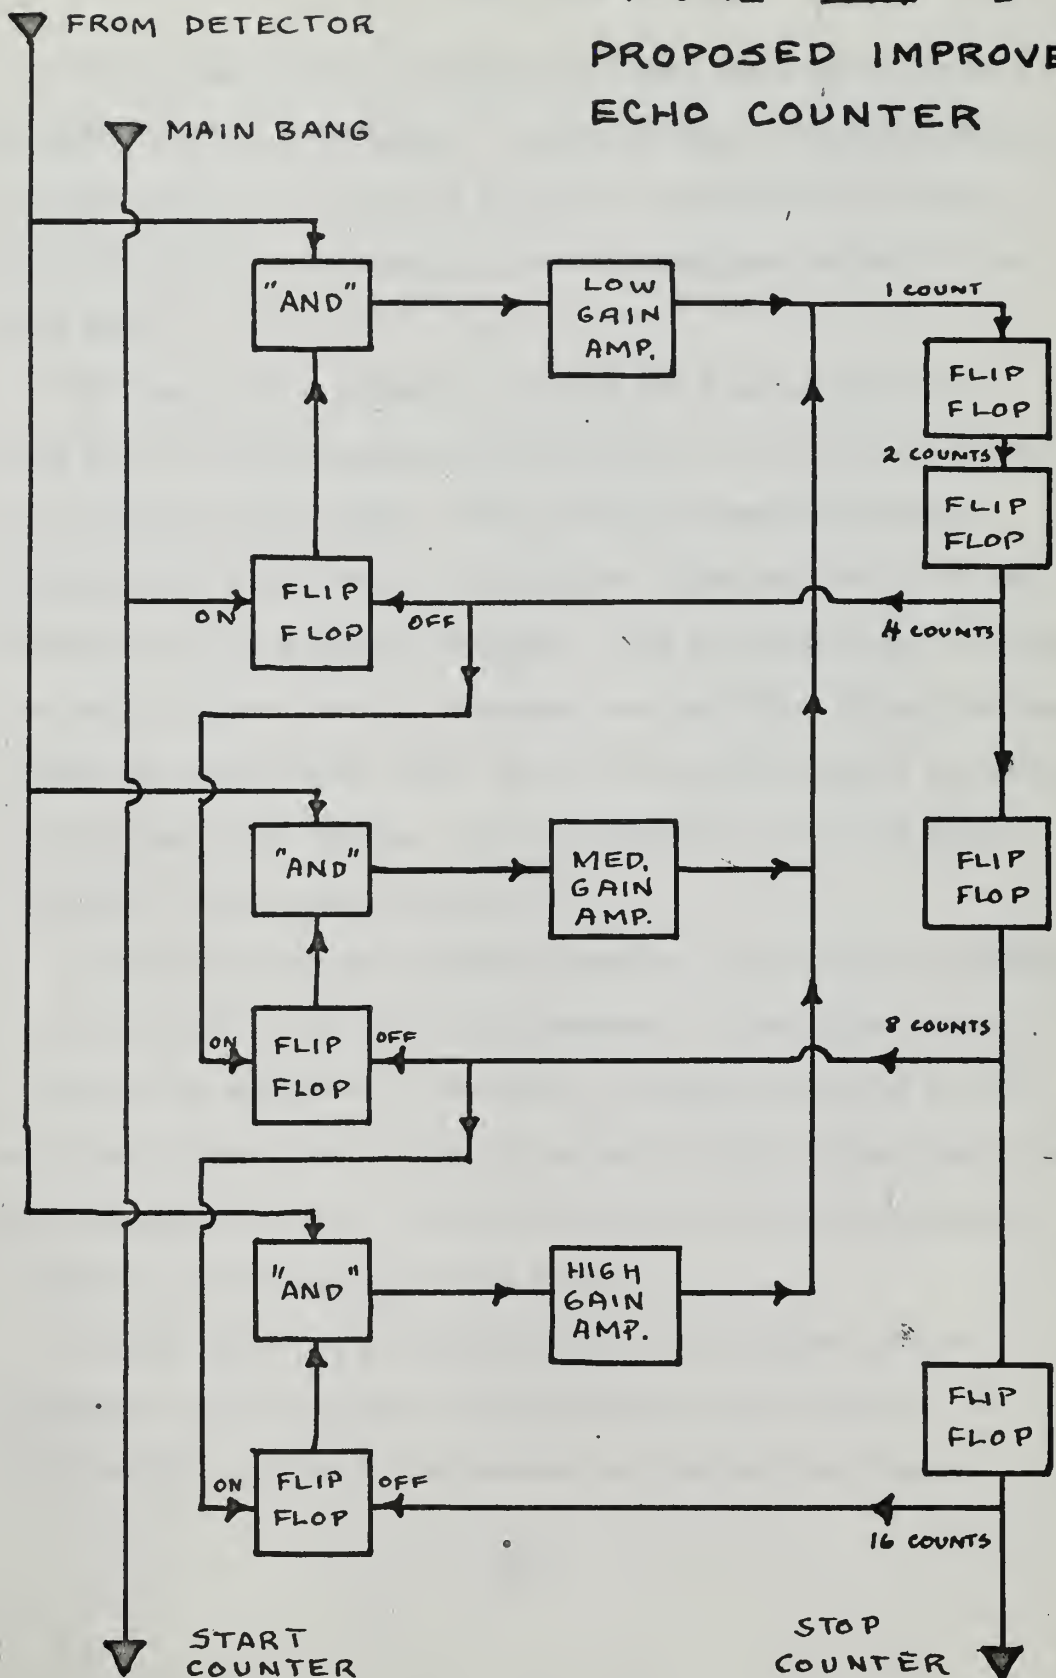 FROM DETECTOR
PROPOSED IMPROVE
ECHO COUNTER
MAIN BANG
"AND"
LOW
GAIN
AMP.
1 COUNT
FLIP
FLOP
2 COUNTS
FLIP
FLOP
FLIP
FLOP
ON
OFF
4 COUNTS
"AND"
MED.
GAIN
AMP.
FLIP
FLOP
8 COUNTS
FLIP
FLOP
ON
OFF
"AND"
HIGH
GAIN
AMP.
FLIP
FLOP
FLIP
FLOP
ON
OFF
16 COUNTS
START
COUNTER
STOP
COUNTER